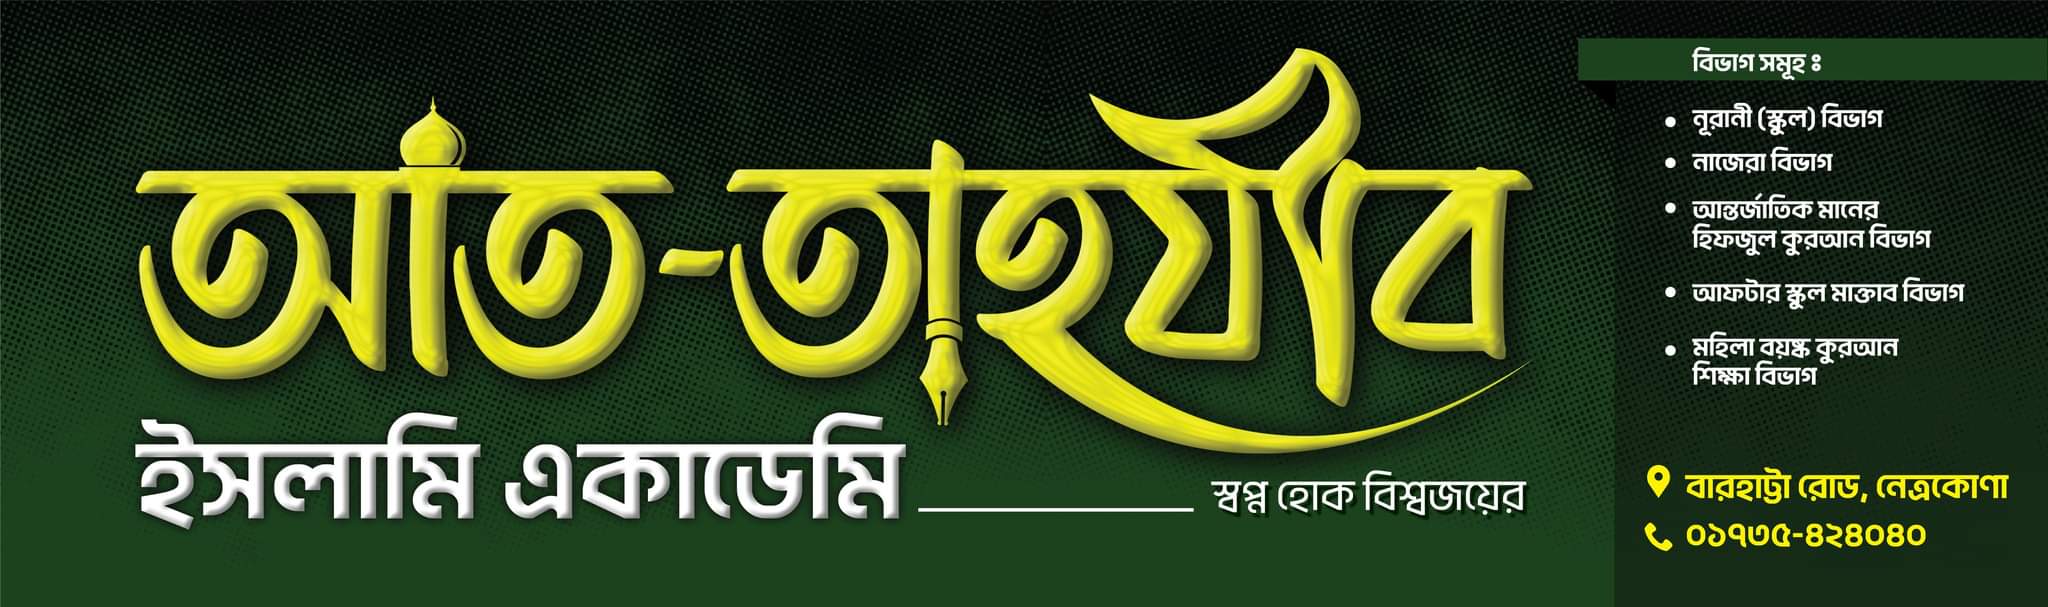 আত-তাহযীব
ইসলামি একাডেমি
স্বপ্ন হোক বিশ্বজয়ের
বিভাগ সমূহ ঃ
নূরানী (স্কুল) বিভাগ
নাজেরা বিভাগ
আন্তর্জাতিক মানের
হিফজুল কুরআন বিভাগ
আফটার স্কুল মাক্তাব বিভাগ
মহিলা বয়ষ্ক কুরআন
শিক্ষা বিভাগ
বারহাট্টা রোড, নেত্রকোণা
০১৭৩৫-৪২৪০৪০